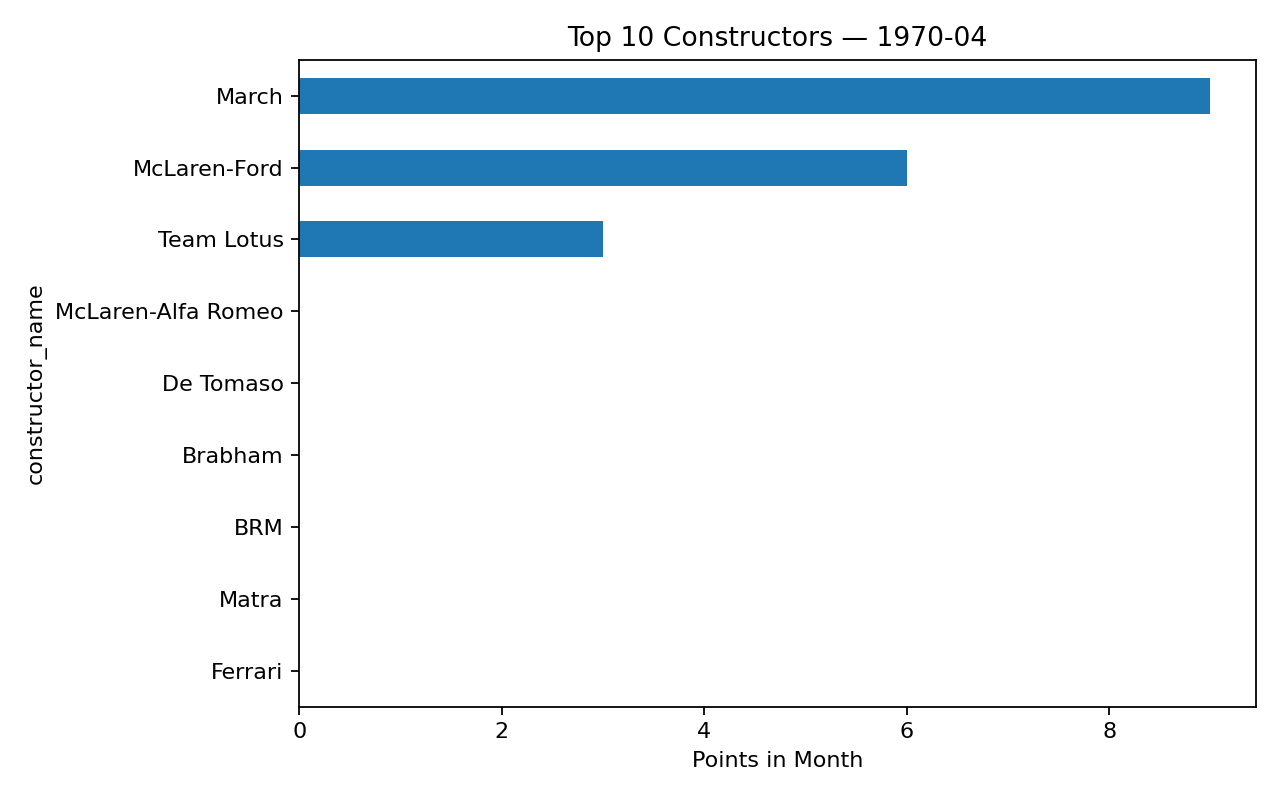 Top 10 Constructors — 1970-04
constructor_name
March
McLaren-Ford
Team Lotus
McLaren-Alfa Romeo
De Tomaso
Brabham
BRM
Matra
Ferrari
0 2 4 6 8
Points in Month